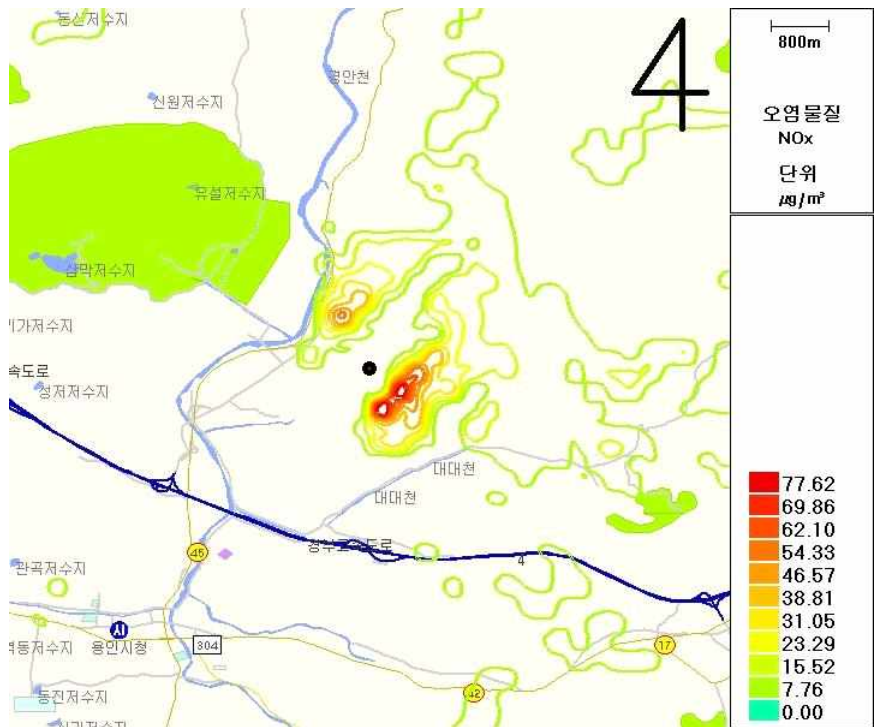 동산저수지
경안천
4
신원저수지
유실저수지
삼막저수지
기가저수지
속도로
성저저수지
대대천
대대천
경부고속도로
45
4
관곡저수지
용인시청
304
역동저수지
17
42
동진저수지
800m
오염물질
NOx
단위
㎍/㎥
77.62
69.86
62.10
54.33
46.57
38.81
31.05
23.29
15.52
7.76
0.00